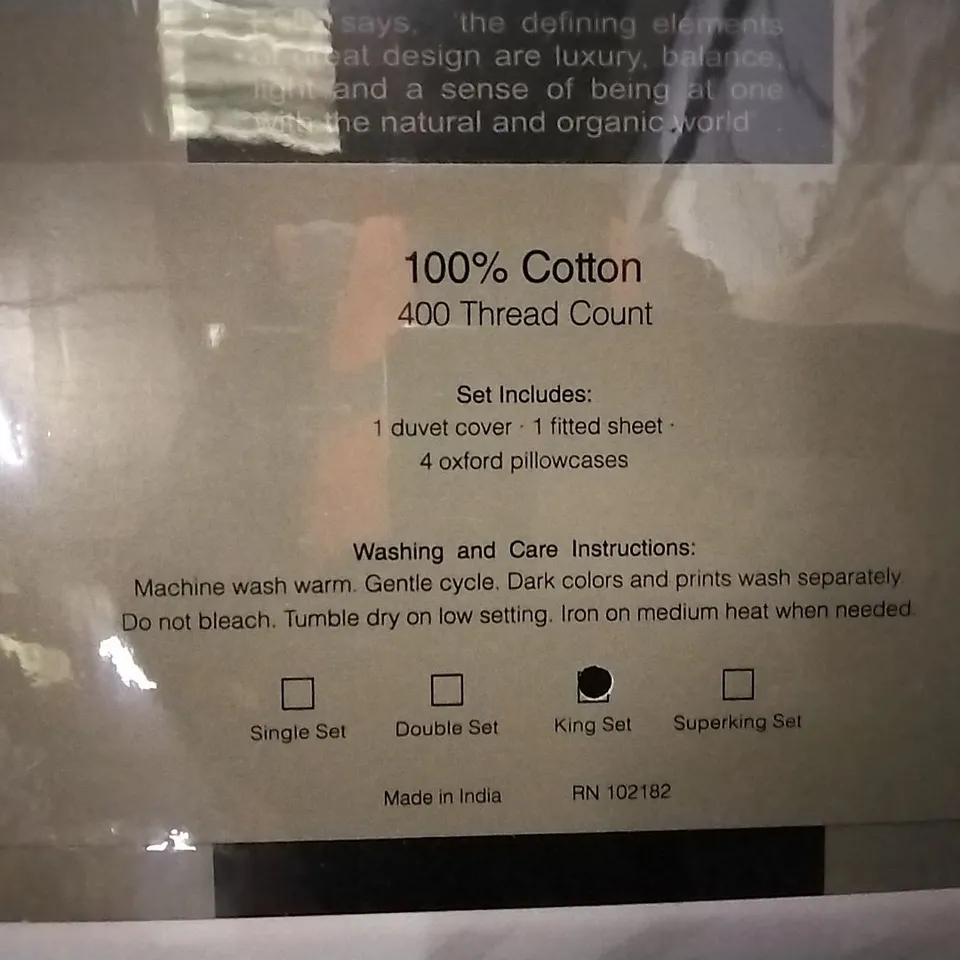 says, 'the defining elements
of great design are luxury, balance,
light and a sense of being at one
with the natural and organic world
100% Cotton
400 Thread Count
Set Includes:
1 duvet cover · 1 fitted sheet ·
4 oxford pillowcases
Washing and Care Instructions:
Machine wash warm. Gentle cycle. Dark colors and prints wash separately
Do not bleach. Tumble dry on low setting. Iron on medium heat when needed.
Single Set Double Set King Set Superking Set
Made in India RN 102182